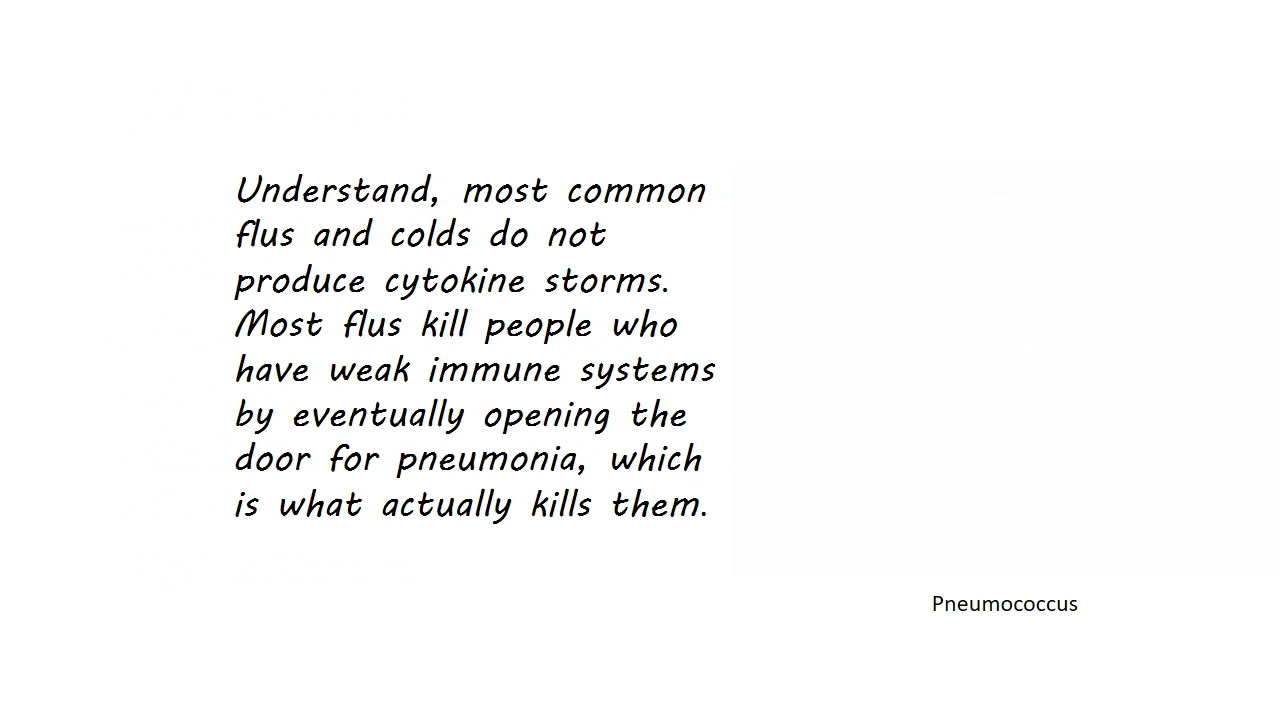 Understand, most common
flus and colds do not
produce cytokine storms.
Most flus kill people who
have weak immune systems
by eventually opening the
door for pneumonia, which
is what actually kills them.
Pneumococcus